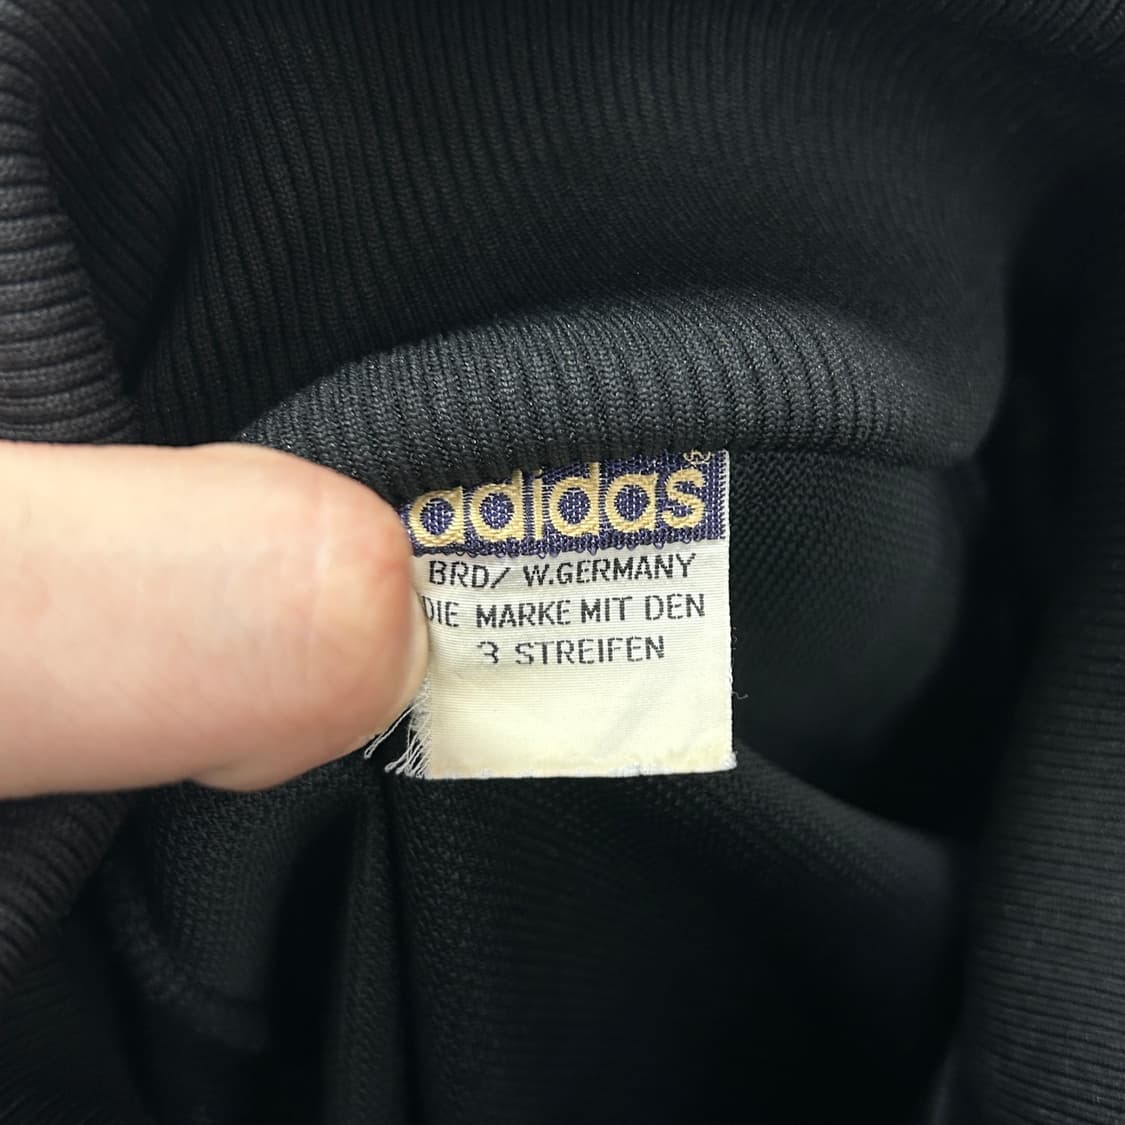 adidas®
BRD/ W.GERMANY
DIE MARKE MIT DEN
3 STREIFEN